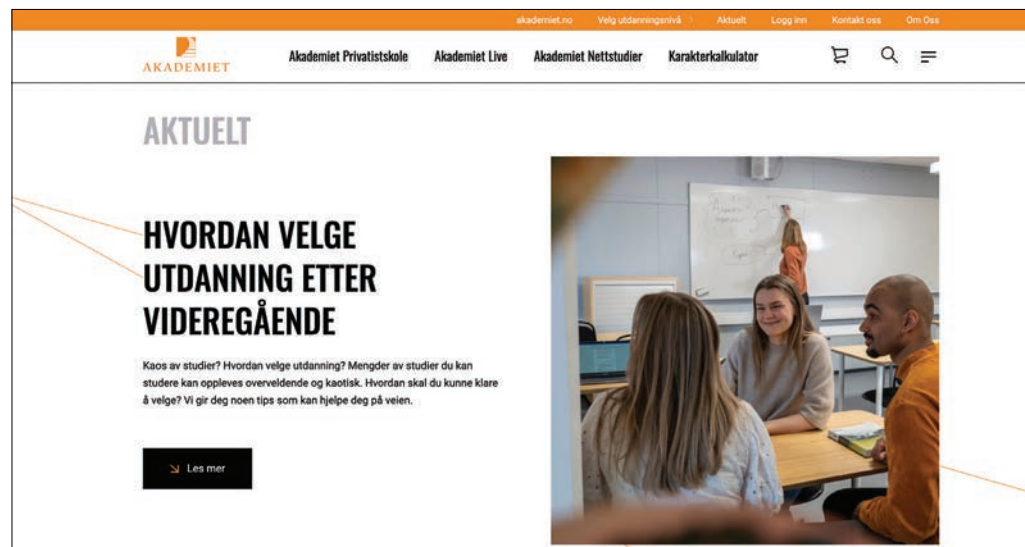 akademiet.no Velg utdanningsnivå Aktuelt Logg inn Kontakt oss Om Oss
AKADEMIET
Akademiet Privatistskole Akademiet Live Akademiet Nettstudier Karakterkalkulator
AKTUELT
HVORDAN VELGE
UTDANNING ETTER
VIDEREGÅENDE
Kaos av studier? Hvordan velge utdanning? Mengder av studier du kan
studere kan oppleves overveldende og kaotisk. Hvordan skal du kunne klare
å velge? Vi gir deg noen tips som kan hjelpe deg på veien.
Les mer